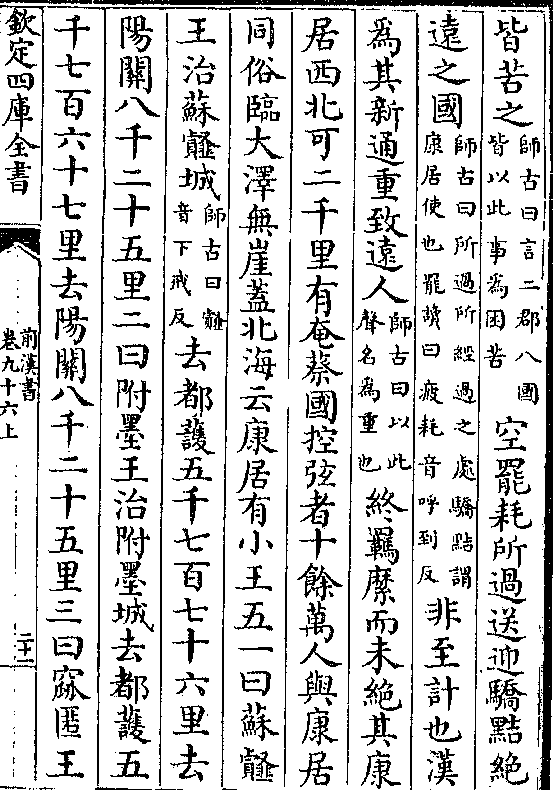 皆苦之師古曰言二郡八國皆以此事為困苦空罷耗所過送迎驕黠絶
遠之國師古曰所過所經過之處驕黠謂康居使也罷讀曰疲耗音呼到反非至計也漢
為其新通重致遠人師古曰以此聲名為重也終羈縻而未絶其康
居西北可二千里有奄蔡國控弦者十餘萬人與康居
同俗臨大澤無崖蓋北海云康居有小王五一曰蘇䪥
王治蘇䪥城師古曰䪥音下戒反去都護五千七百七十六里去
陽關八千二十五里二曰附墨王治附墨城去都護五
千七百六十七里去陽關八千二十五里三曰窳匿王
欽定四庫全書
前漢書
卷九十六上
二十二